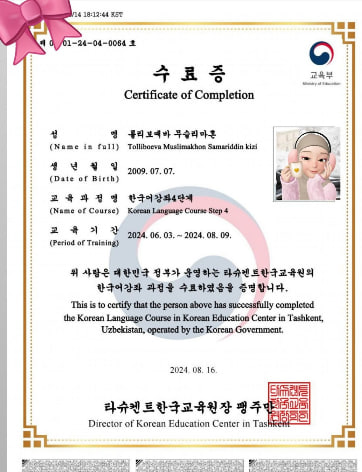 /14 18:12:44 KST
01-24-04-0064 호
교육부
Ministry of Education
수 료 증
Certificate of Completion
성 명
(Name in full)
톨리보예바 무슬리마혼
Tolliboeva Muslimakhon Samariddin kizi
생 년 월 일
(Date of Birth)
2009. 07. 07.
교 육 과 정 명
(Name of Course)
한국어강좌4단계
Korean Language Course Step 4
교 육 기 간
(Period of Training)
2024. 06. 03. ~ 2024. 08. 09.
위 사람은 대한민국 정부가 운영하는 타슈켄트한국교육원의
한국어강좌 과정을 수료하였음을 증명합니다.
This is to certify that the person above has successfully completed
the Korean Language Course in Korean Education Center in Tashkent,
Uzbekistan, operated by the Korean Government.
2024. 08. 16.
타슈켄트한국교육원장 팽주만
Director of Korean Education Center in Tashkent